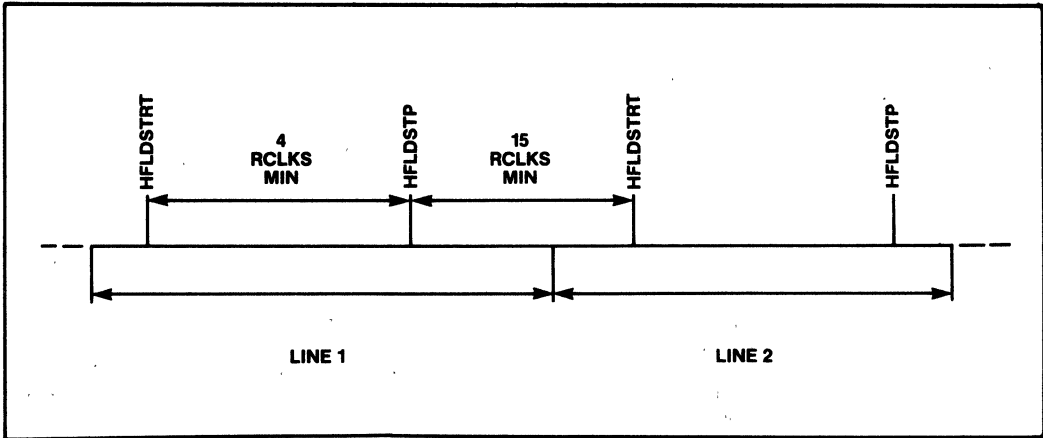 HFLDSTRT
4
RCLKS
MIN
HFLDSTP
15
RCLKS
MIN
HFLDSTRT
HFLDSTP
LINE 1
LINE 2